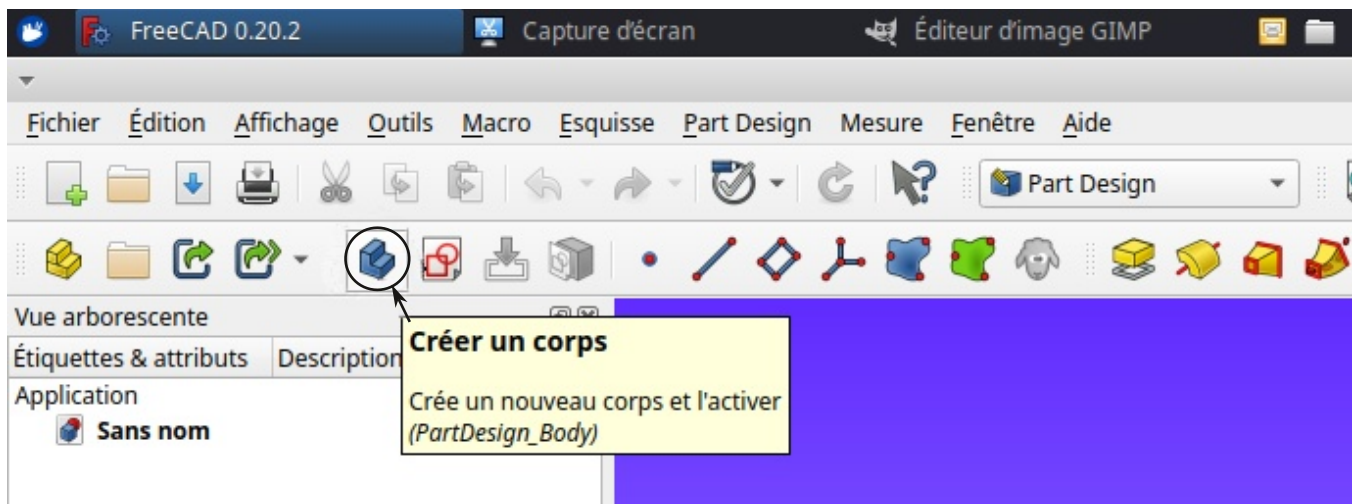 FreeCAD 0.20.2 Capture d'écran Éditeur d'image GIMP
Fichier Édition Affichage Outils Macro Esquisse Part Design Mesure Fenêtre Aide
Part Design
Vue arborescente
Étiquettes & attributs Description
Créer un corps
Application
Crée un nouveau corps et l'activer
Sans nom
(PartDesign_Body)